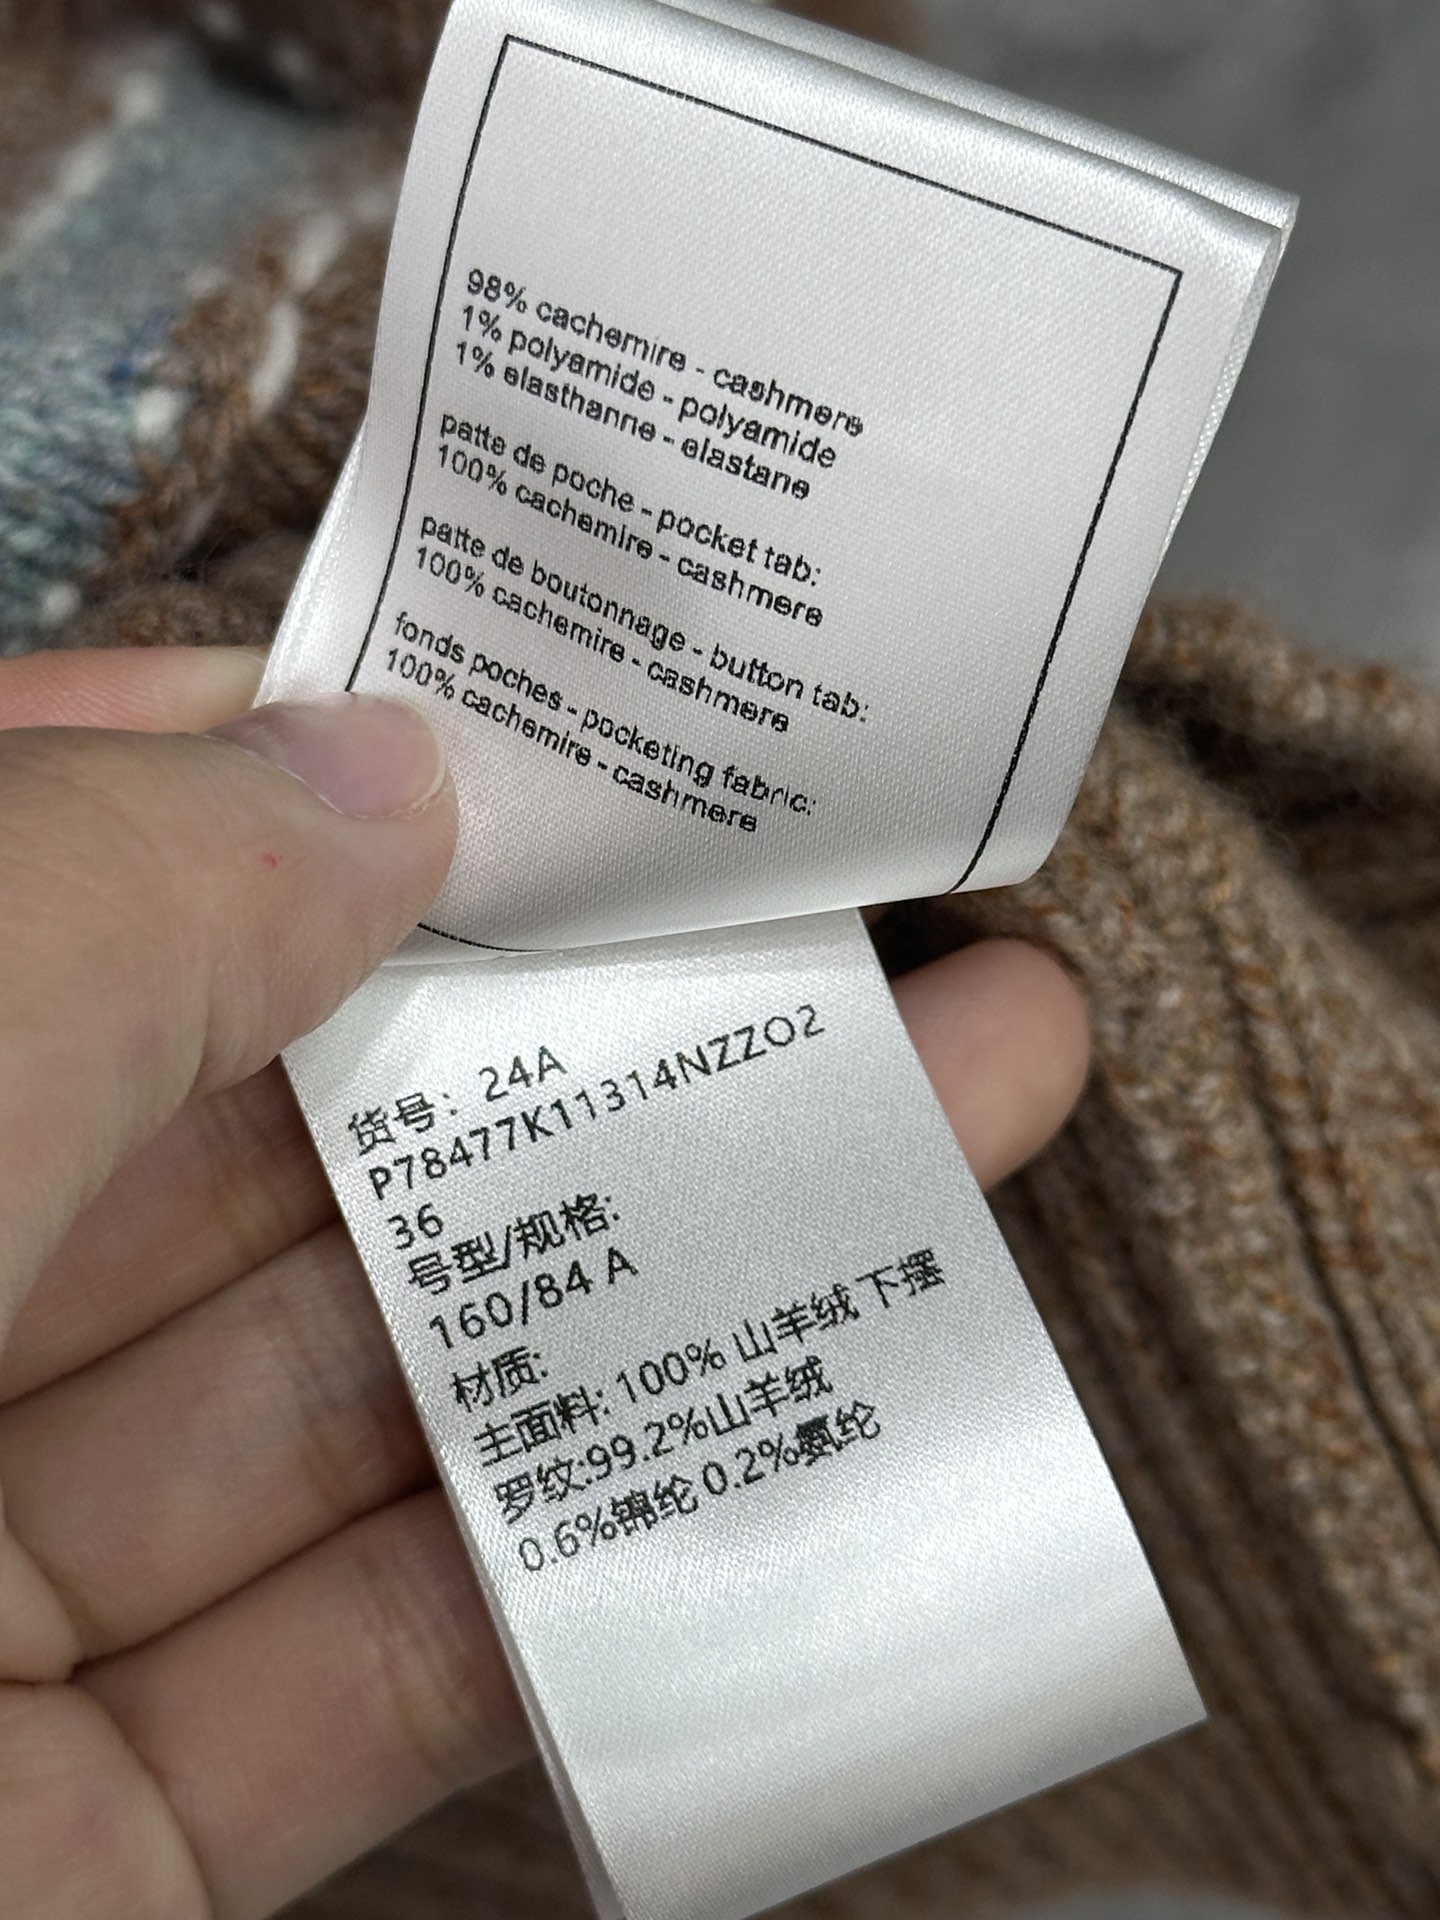 98% cachemire - cashmere
1% polyamide - polyamide
1% elasthanne - elastane
patte de poche - pocket tab:
100% cachemire - cashmere
patte de boutonnage - button tab:
100% cachemire - cashmere
fonds poches - pocketing fabric:
100% cachemire - cashmere
货号: 24A
P78477K11314NZZO2
36
号型/规格:
160/84 A
材质:
主面料: 100% 山羊绒 下摆
罗纹:99.2%山羊绒
0.6%锦纶 0.2%氨纶